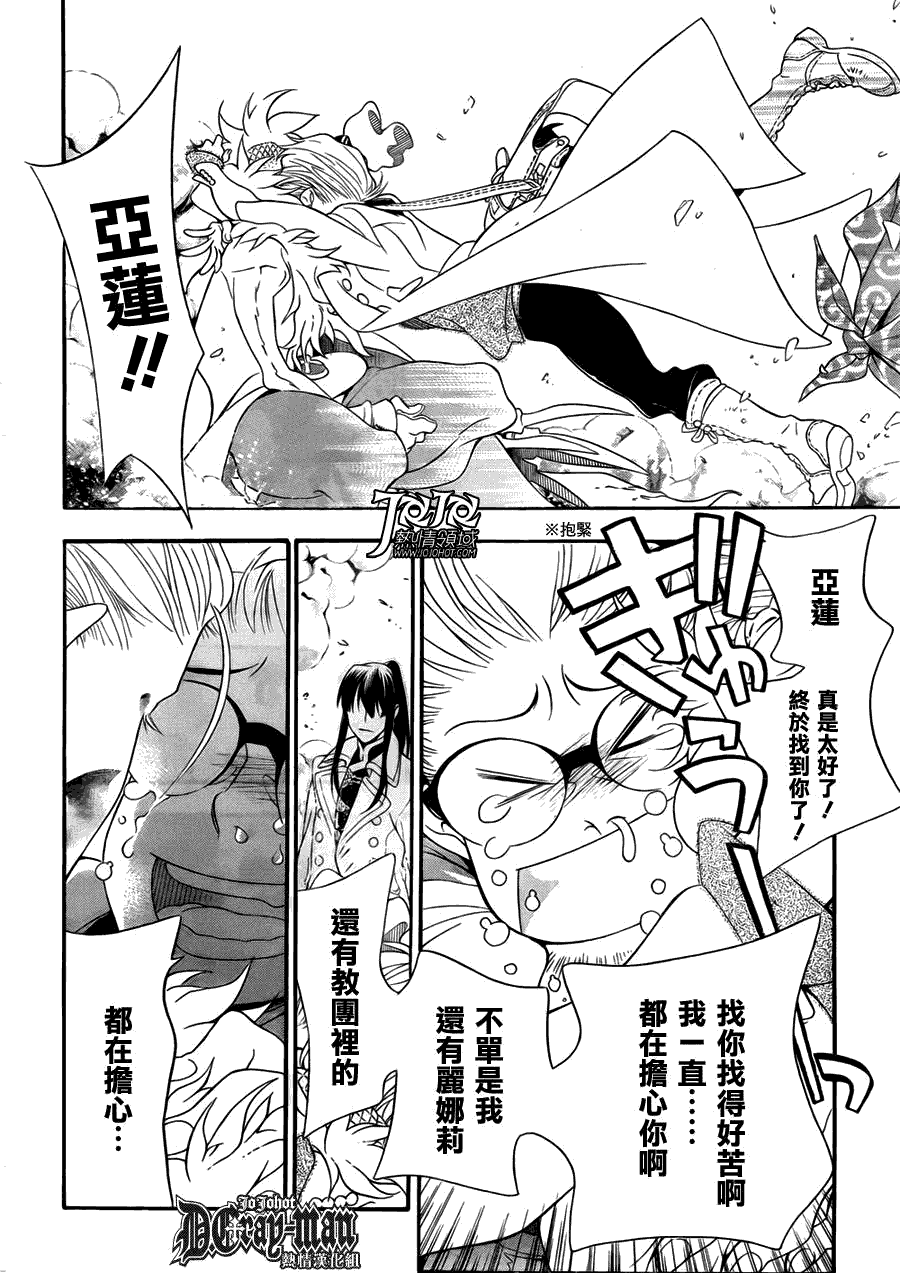 亞蓮!!
JOJO
熱情領域
WWW.JOJOHOT.COM
※抱緊
ギゅっ
亞蓮
真是太好了！
終於找到你了！
找你找得好苦啊
我一直……
都在擔心你啊
不單是我
還有麗娜莉
還有教團裡的
都在擔心…
JoJohot
D.Gray-man
熱情漢化組